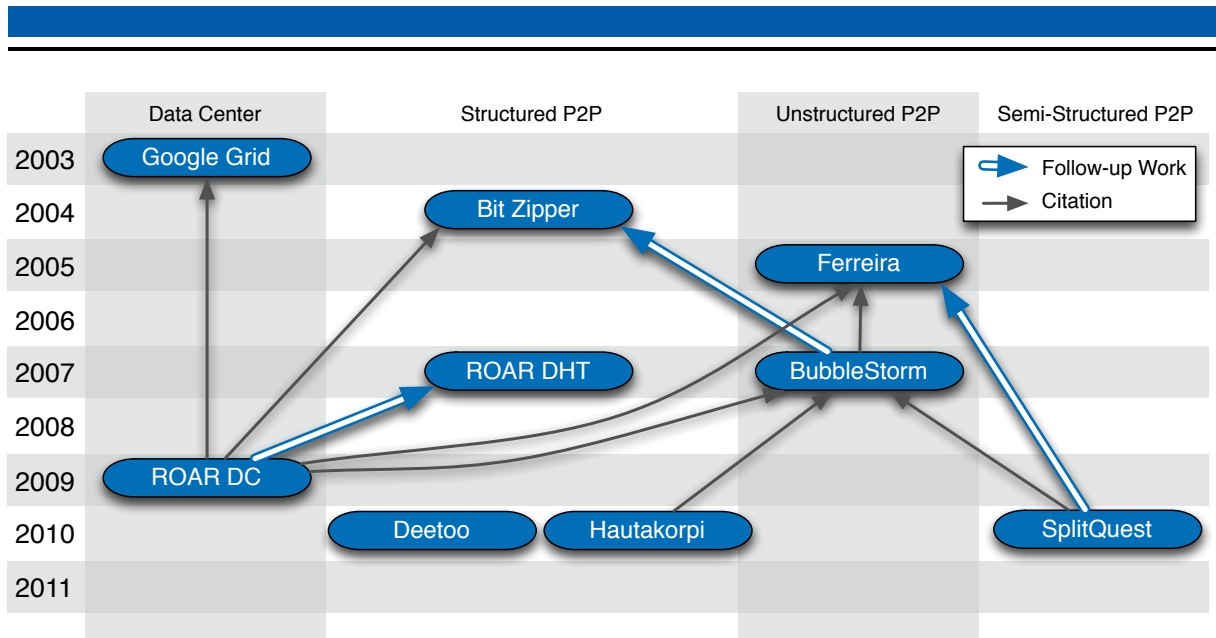 Data Center Structured P2P Unstructured P2P Semi-Structured P2P
2003 Google Grid
Follow-up Work
Citation
2004 Bit Zipper
2005 Ferreira
2006
2007 ROAR DHT BubbleStorm
2008
2009 ROAR DC
2010 Deetoo Hautakorpi SplitQuest
2011